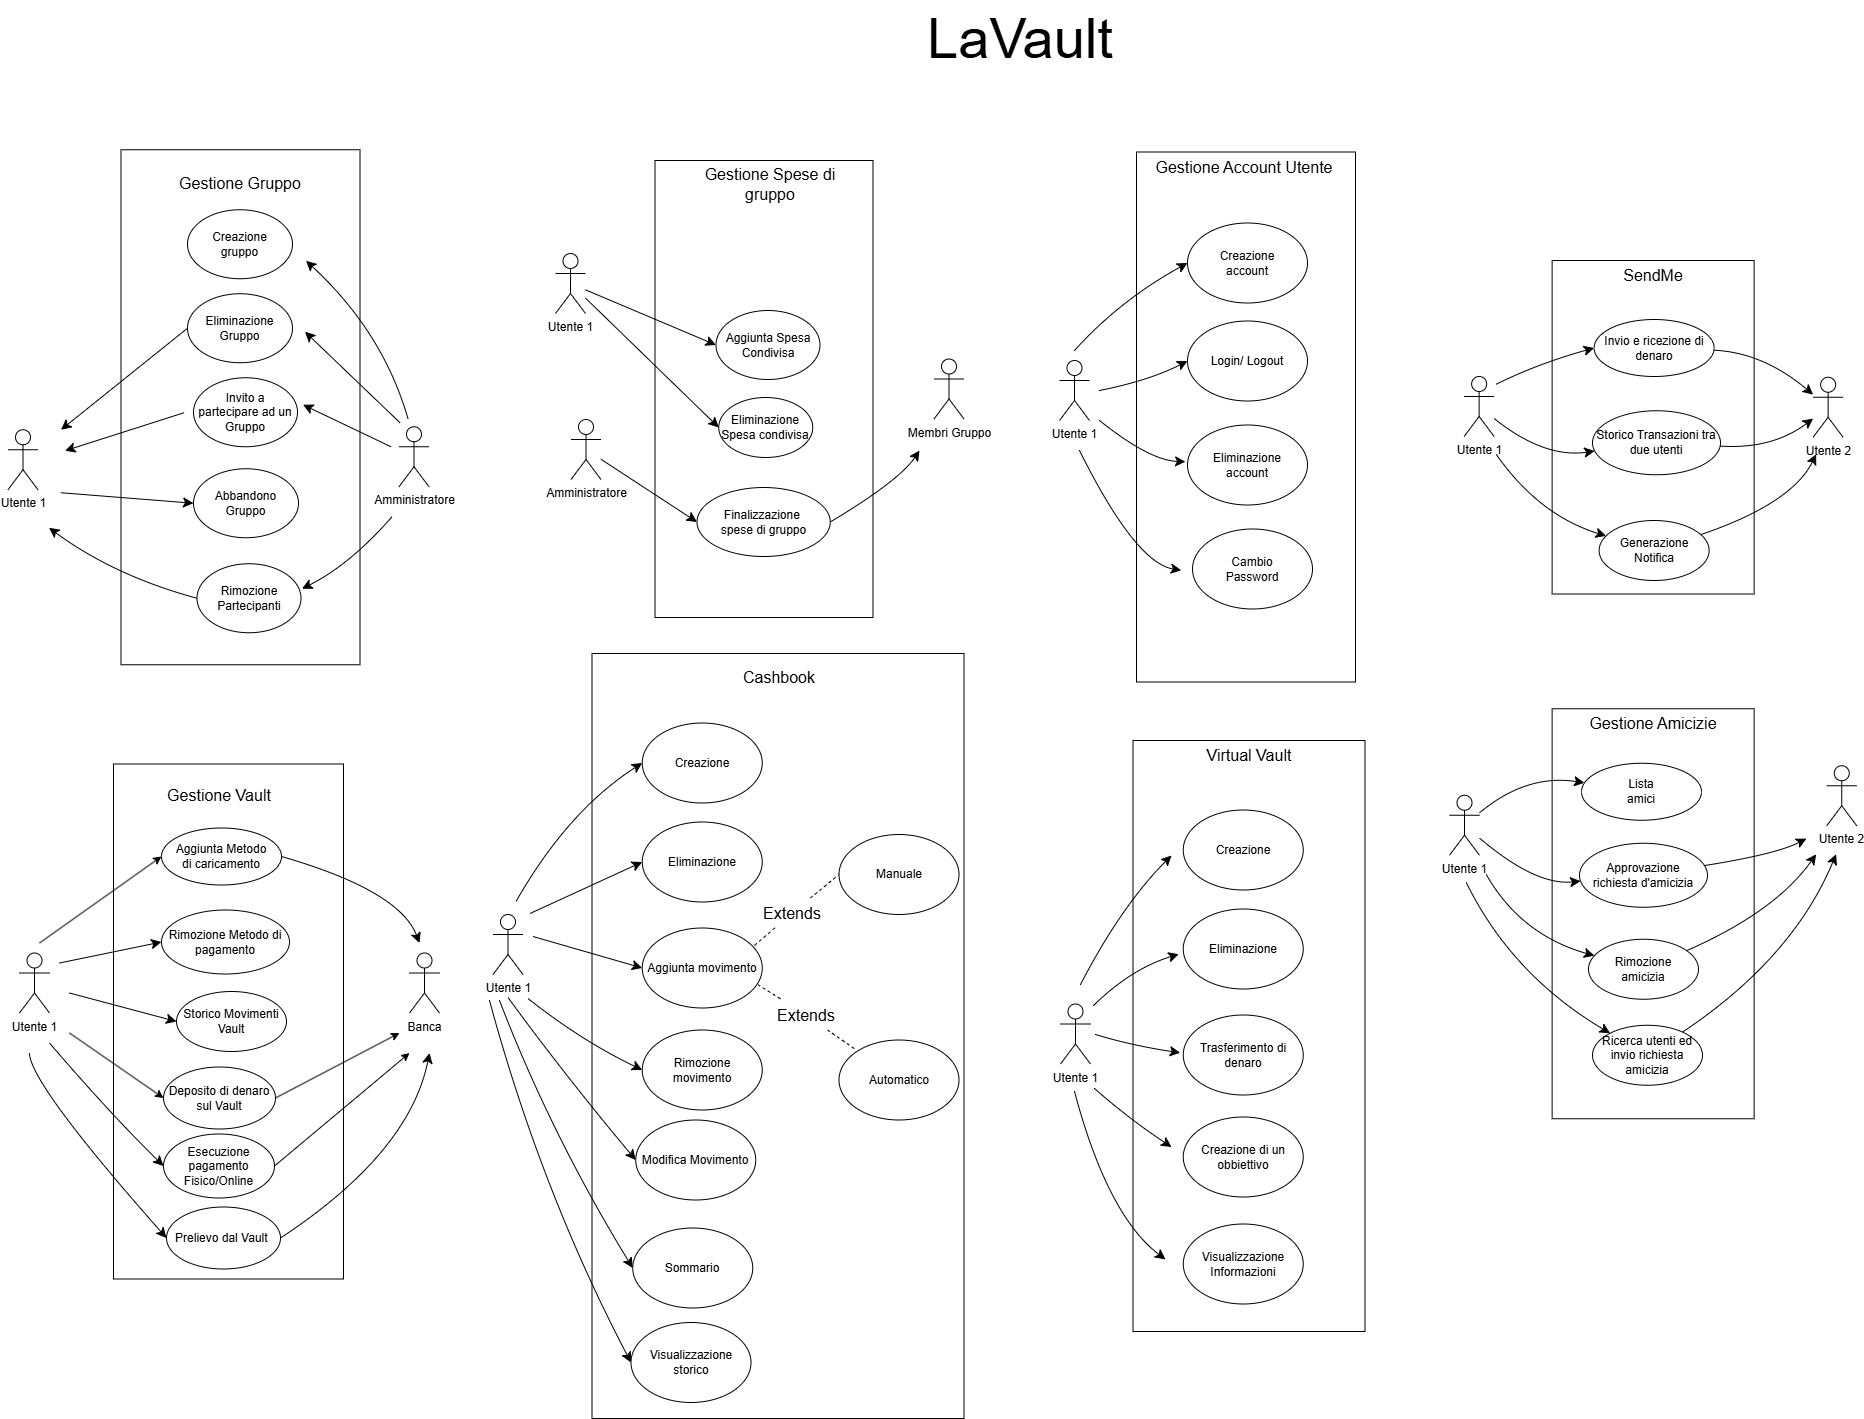 LaVault
Gestione Gruppo
Creazione
gruppo
Eliminazione
Gruppo
Invito a
partecipare ad un
Gruppo
Abbandono
Gruppo
Rimozione
Partecipanti
Utente 1
Amministratore
Gestione Spese di
gruppo
Utente 1
Aggiunta Spesa
Condivisa
Eliminazione
Spesa condivisa
Membri Gruppo
Amministratore
Finalizzazione
spese di gruppo
Gestione Account Utente
Creazione
account
Login/ Logout
Utente 1
Eliminazione
account
Cambio
Password
SendMe
Invio e ricezione di
denaro
Storico Transazioni tra
due utenti
Utente 1
Utente 2
Generazione
Notifica
Gestione Vault
Aggiunta Metodo
di caricamento
Rimozione Metodo di
pagamento
Storico Movimenti
Vault
Utente 1
Banca
Deposito di denaro
sul Vault
Esecuzione
pagamento
Fisico/Online
Prelievo dal Vault
Cashbook
Creazione
Eliminazione
Manuale
Extends
Aggiunta movimento
Utente 1
Extends
Rimozione
movimento
Automatico
Modifica Movimento
Sommario
Visualizzazione
storico
Virtual Vault
Creazione
Eliminazione
Trasferimento di
denaro
Utente 1
Creazione di un
obbiettivo
Visualizzazione
Informazioni
Gestione Amicizie
Lista
amici
Utente 2
Utente 1
Approvazione
richiesta d'amicizia
Rimozione
amicizia
Ricerca utenti ed
invio richiesta
amicizia